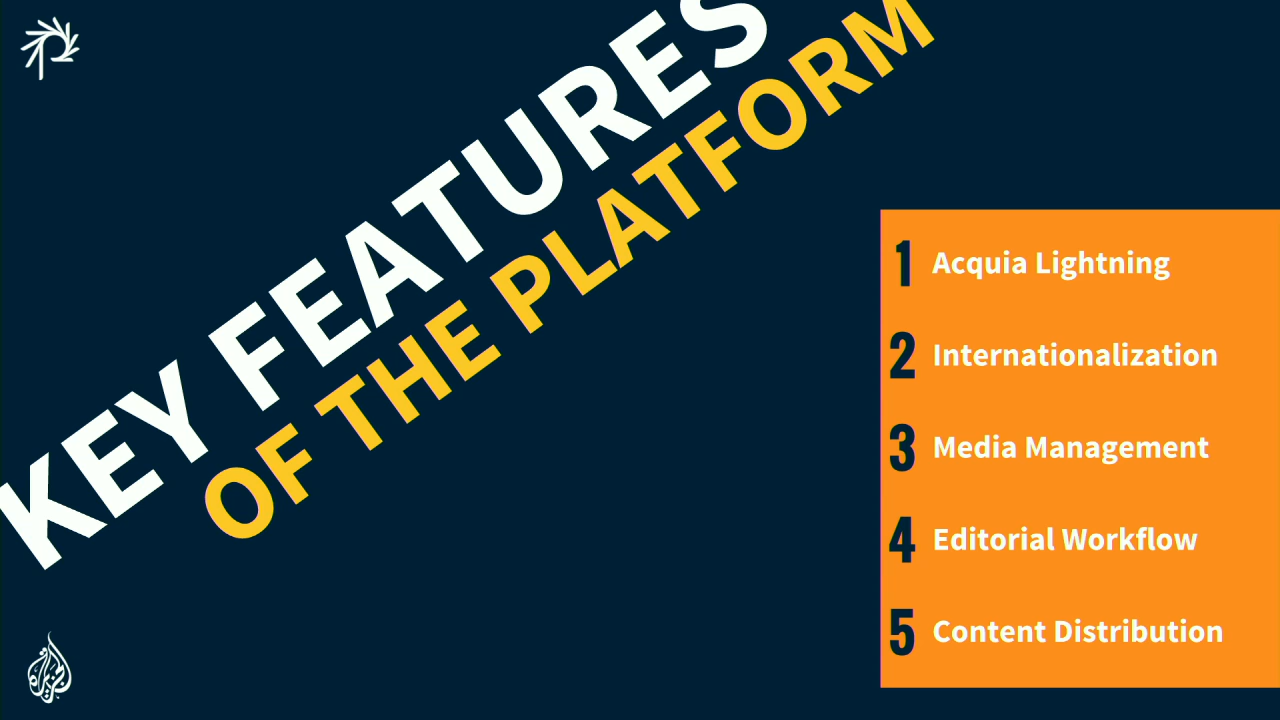 KEY FEATURES
OF THE PLATFORM
1 Acquia Lightning
2 Internationalization
3 Media Management
4 Editorial Workflow
5 Content Distribution
الجزيرة